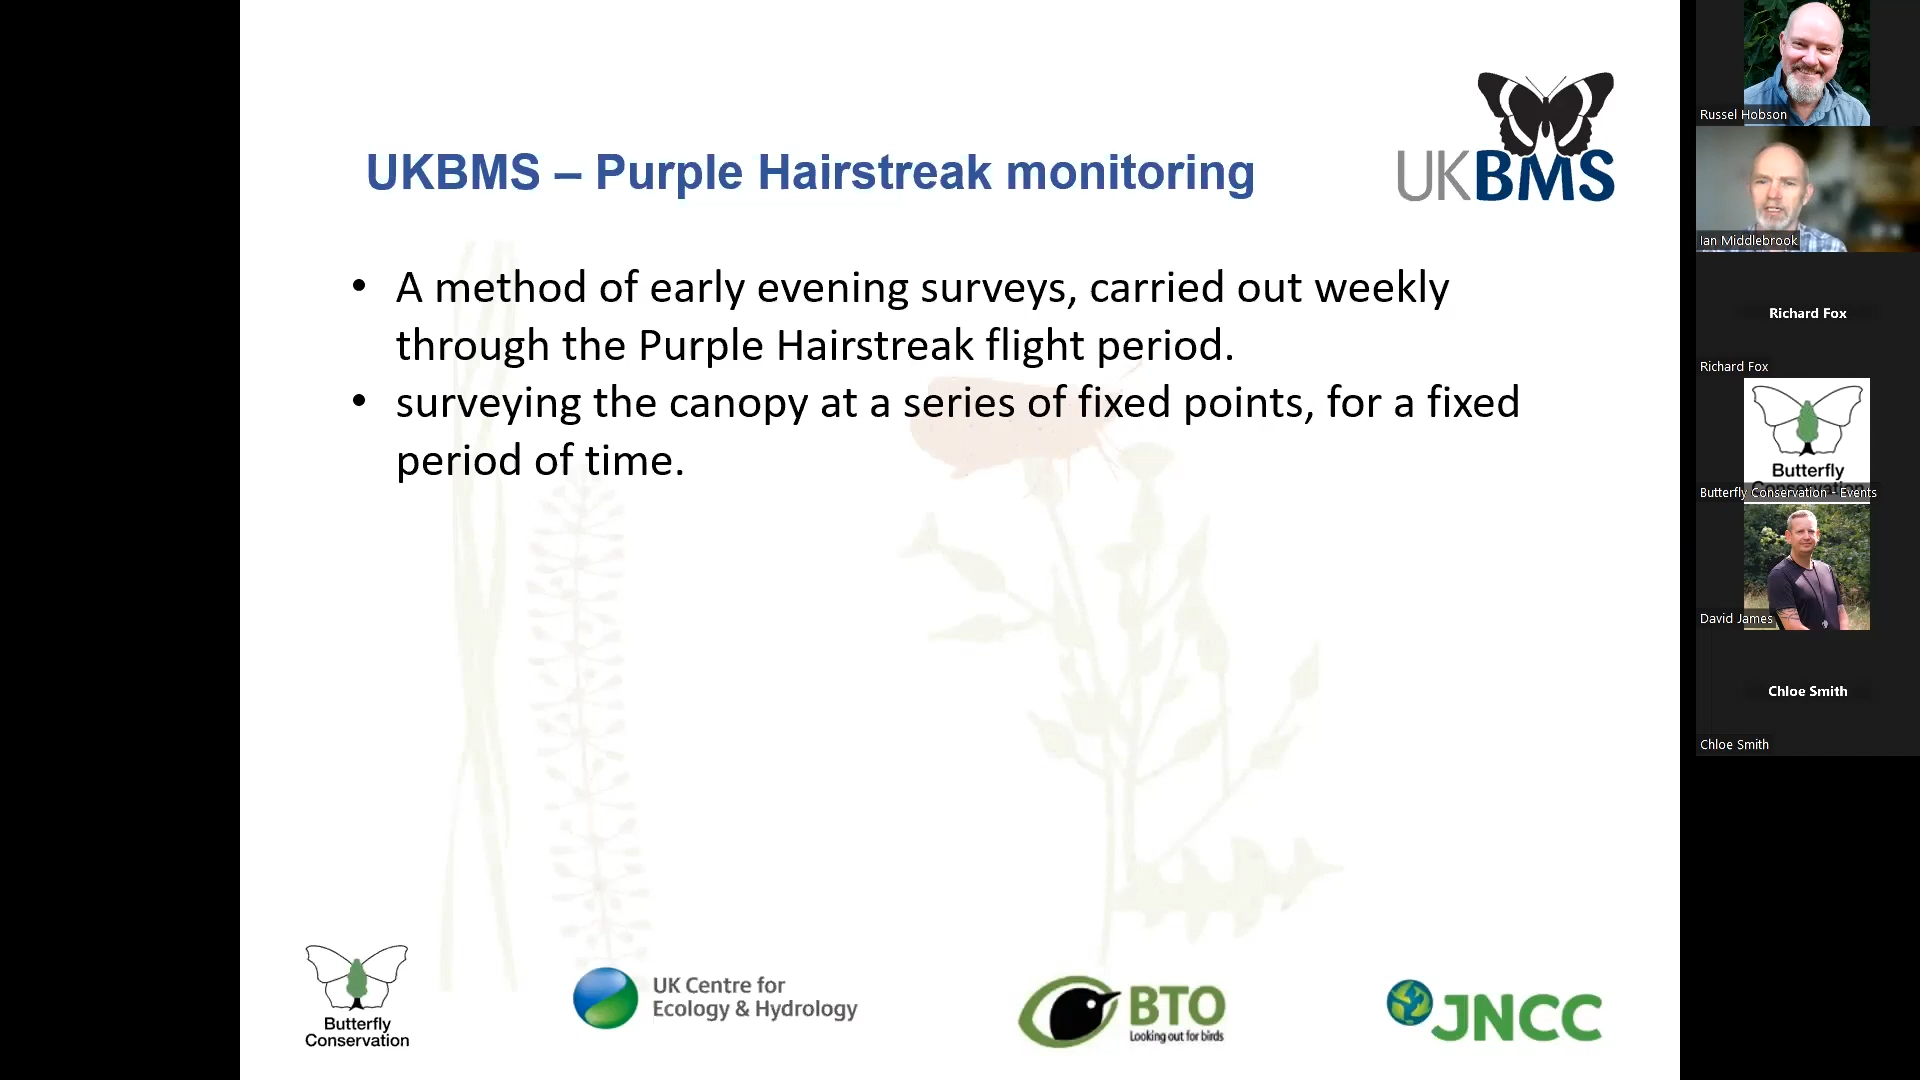 UKBMS – Purple Hairstreak monitoring
UKBMS
• A method of early evening surveys, carried out weekly
through the Purple Hairstreak flight period.
• surveying the canopy at a series of fixed points, for a fixed
period of time.
Butterfly
Conservation
UK Centre for
Ecology & Hydrology
BTO
Looking out for birds
JNCC
Russel Hobson
Ian Middlebrook
Richard Fox
Richard Fox
Butterfly
Conservation
Butterfly Conservation - Events
David James
Chloe Smith
Chloe Smith